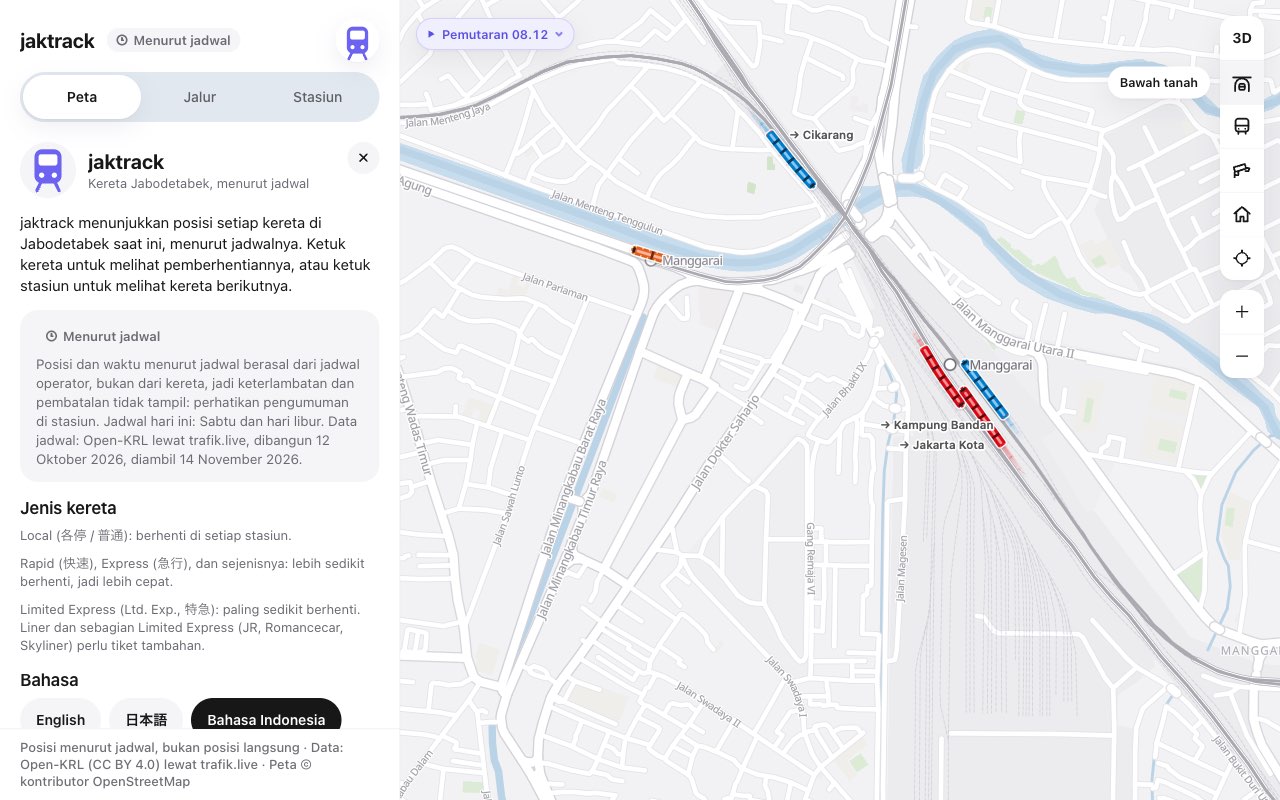 jaktrack
Menurut jadwal
Peta
Jalur
Stasiun
jaktrack
Kereta Jabodetabek, menurut jadwal
jaktrack menunjukkan posisi setiap kereta di
Jabodetabek saat ini, menurut jadwalnya. Ketuk
kereta untuk melihat pemberhentiannya, atau ketuk
stasiun untuk melihat kereta berikutnya.
Menurut jadwal
Posisi dan waktu menurut jadwal berasal dari jadwal
operator, bukan dari kereta, jadi keterlambatan dan
pembatalan tidak tampil: perhatikan pengumuman
di stasiun. Jadwal hari ini: Sabtu dan hari libur. Data
jadwal: Open-KRL lewat trafik.live, dibangun 12
Oktober 2026, diambil 14 November 2026.
Jenis kereta
Local (各停 / 普通): berhenti di setiap stasiun.
Rapid (快速), Express (急行), dan sejenisnya: lebih sedikit
berhenti, jadi lebih cepat.
Limited Express (Ltd. Exp., 特急): paling sedikit berhenti.
Liner dan sebagian Limited Express (JR, Romancecar,
Skyliner) perlu tiket tambahan.
Bahasa
English
日本語
Bahasa Indonesia
Posisi menurut jadwal, bukan posisi langsung · Data:
Open-KRL (CC BY 4.0) lewat trafik.live · Peta ©
kontributor OpenStreetMap
Pemutaran 08.12
3D
Bawah tanah
Jalan Menteng Jaya
→ Cikarang
Agung
Jalan Menteng Tenggulun
Manggarai
Jalan Parlaman
Jalan Manggarai Utara II
Manggarai
Jalan Bhakti IX
→ Kampung Bandan
→ Jakarta Kota
teng Wadas Timur
Jalan Sawah Lunto
Jalan Minangkabau Barat Raya
Jalan Minangkabau Timur Raya
Jalan Dokter Saharjo
Gang Remaja VI
Jalan Magesen
MANGGARA
Jalan Swadaya I
Jalan Swadaya II
Jalan Bukit Duri U
bau Dalam